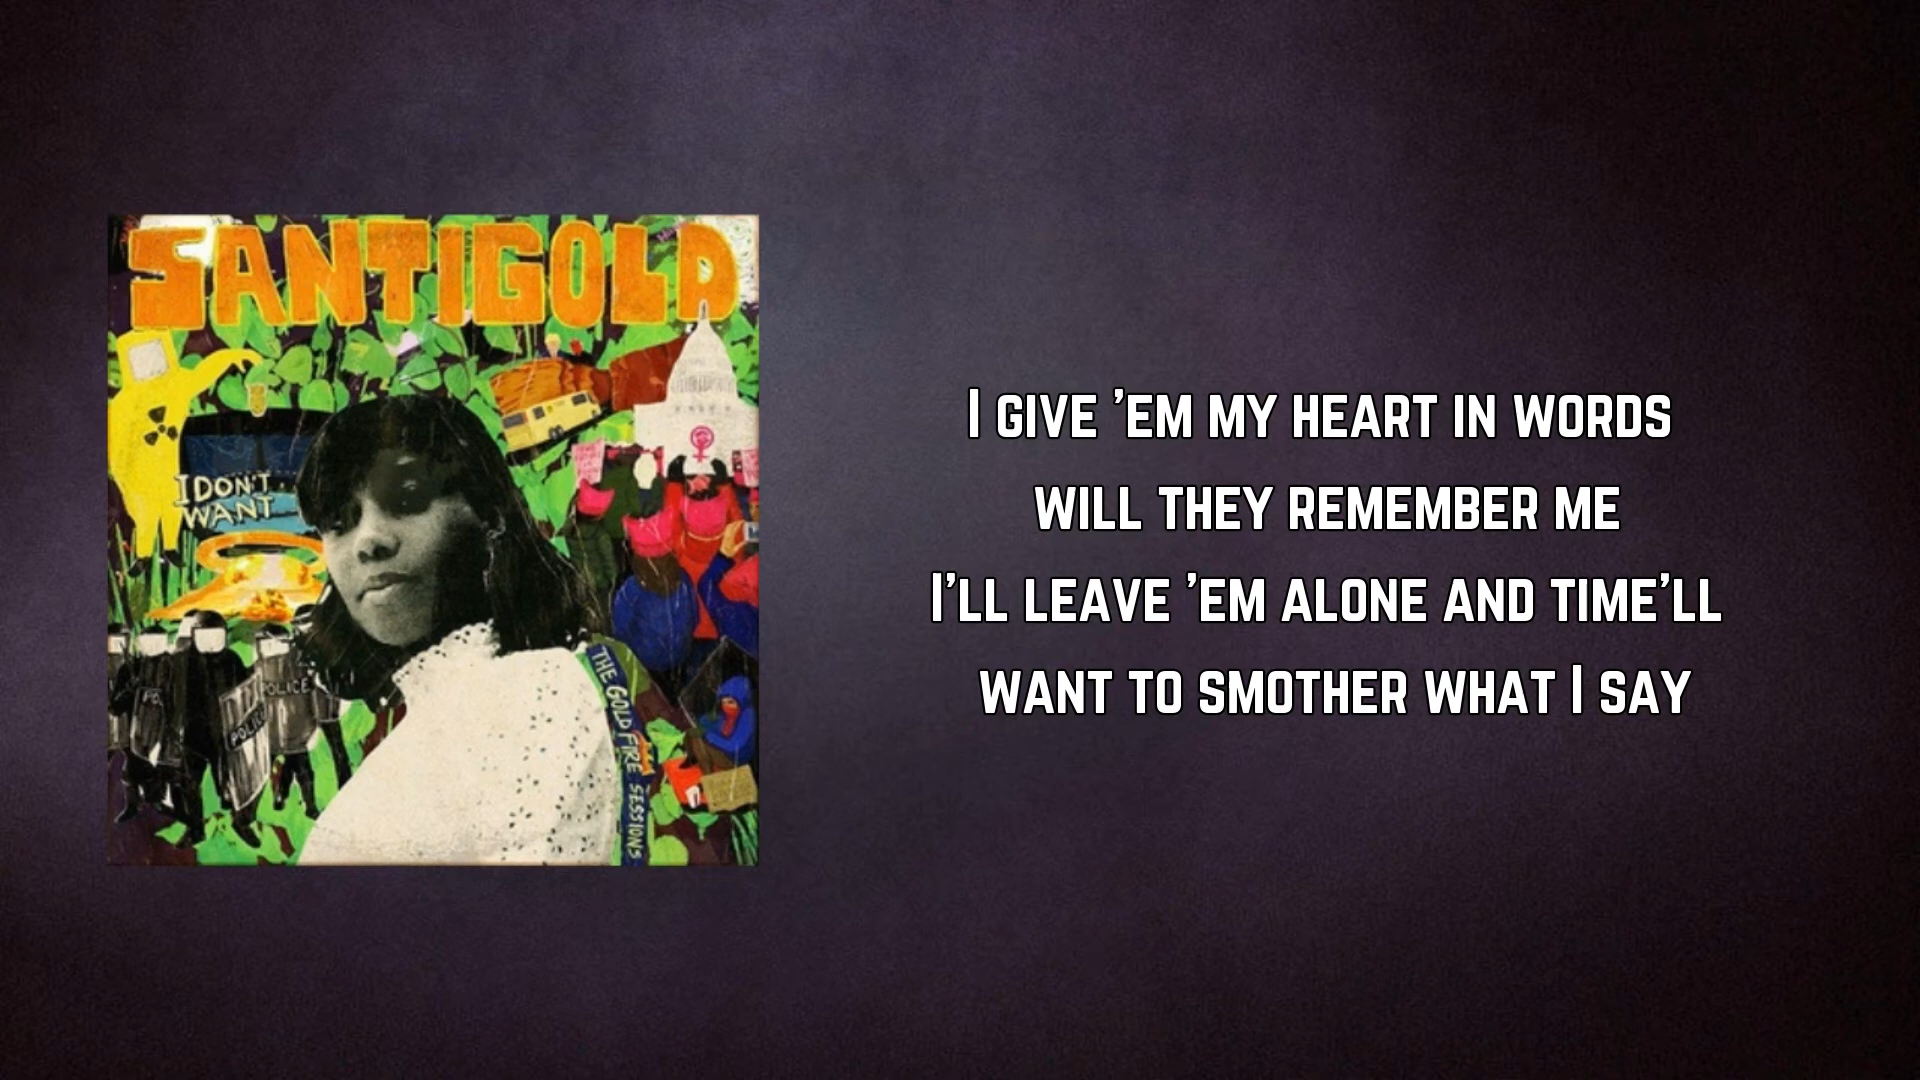 SANTIGOLD
I DON'T
WANT
POLICE
POLICE
THE GOLD FIRE SESSIONS
I GIVE 'EM MY HEART IN WORDS
WILL THEY REMEMBER ME
I'LL LEAVE 'EM ALONE AND TIME'LL
WANT TO SMOTHER WHAT I SAY